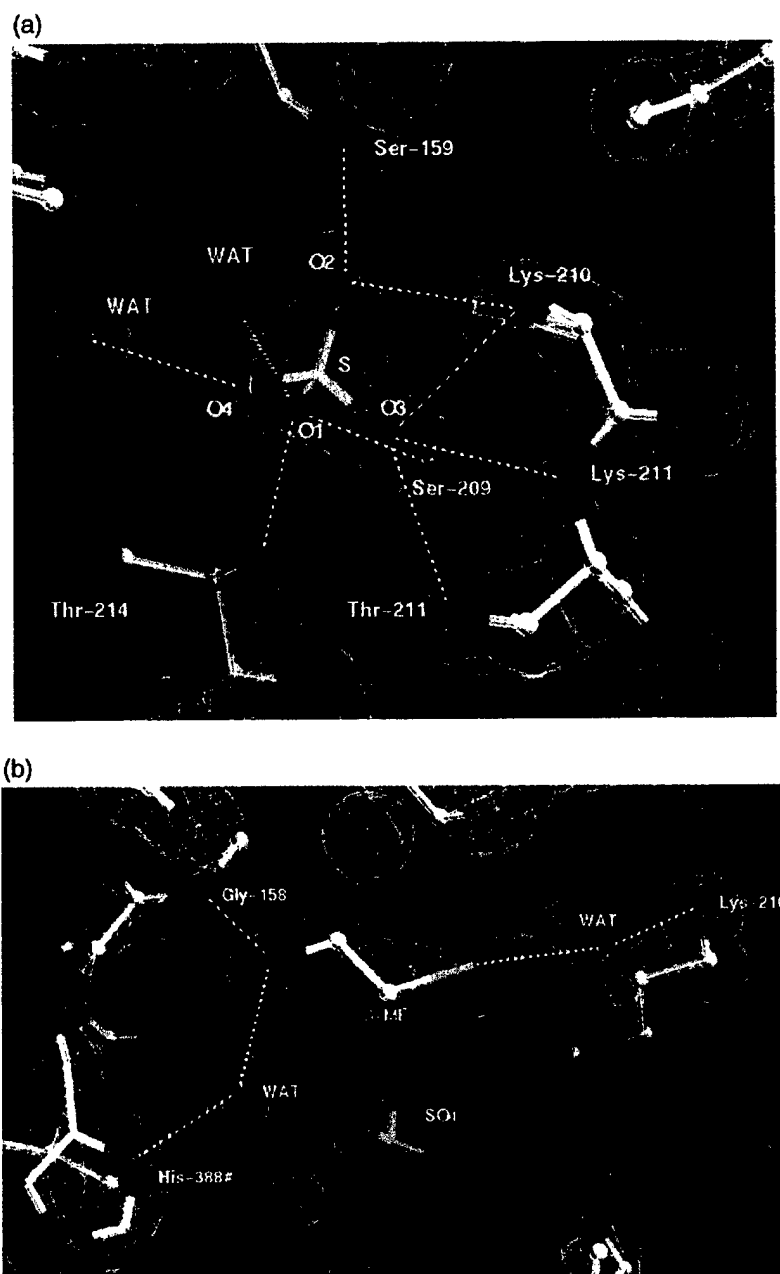 (a)
Ser-159
WAT
O2
Lys-210
WAT
S
O4
O3
O1
Lys-211
Ser-209
Thr-214
Thr-211
(b)
Gly-158
Lys-210
WAT
WAT
SO4
His-388#